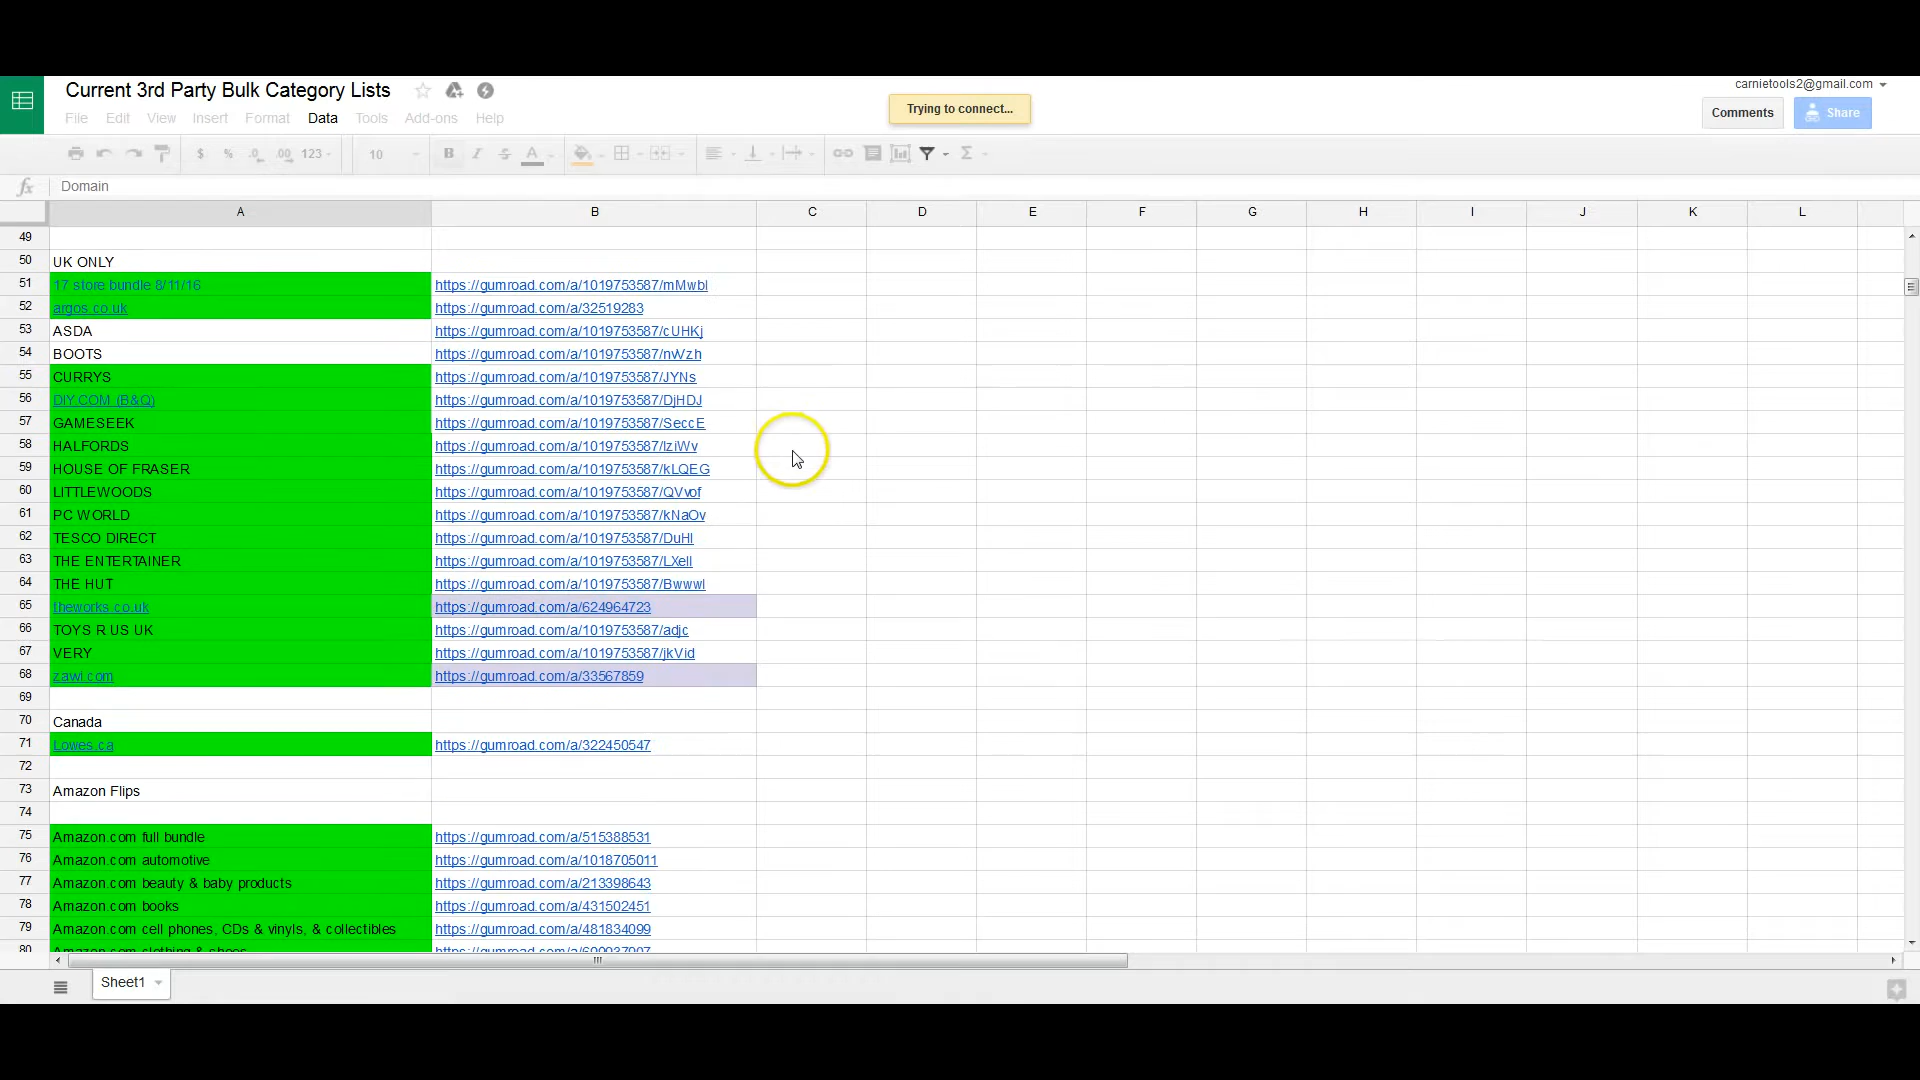 Current 3rd Party Bulk Category Lists
carnietools2@gmail.com
Trying to connect...
Comments
Share
File Edit View Insert Format Data Tools Add-ons Help
$ % .0 .00 123 10 B I S A Σ
fx Domain
A B C D E F G H I J K L
49
50 UK ONLY
51 17 store bundle 8/11/16 https://gumroad.com/a/1019753587/mMwbl
52 argos.co.uk https://gumroad.com/a/32519283
53 ASDA https://gumroad.com/a/1019753587/cUHKj
54 BOOTS https://gumroad.com/a/1019753587/nWzh
55 CURRYS https://gumroad.com/a/1019753587/JYNs
56 DIY.COM (B&Q) https://gumroad.com/a/1019753587/DjHDJ
57 GAMESEEK https://gumroad.com/a/1019753587/SeccE
58 HALFORDS https://gumroad.com/a/1019753587/lziWv
59 HOUSE OF FRASER https://gumroad.com/a/1019753587/kLQEG
60 LITTLEWOODS https://gumroad.com/a/1019753587/QVvof
61 PC WORLD https://gumroad.com/a/1019753587/kNaOv
62 TESCO DIRECT https://gumroad.com/a/1019753587/DuHl
63 THE ENTERTAINER https://gumroad.com/a/1019753587/LXell
64 THE HUT https://gumroad.com/a/1019753587/Bwwwl
65 theworks.co.uk https://gumroad.com/a/624964723
66 TOYS R US UK https://gumroad.com/a/1019753587/adjc
67 VERY https://gumroad.com/a/1019753587/jkVid
68 zawi.com https://gumroad.com/a/33567859
69
70 Canada
71 Lowes.ca https://gumroad.com/a/322450547
72
73 Amazon Flips
74
75 Amazon.com full bundle https://gumroad.com/a/515388531
76 Amazon.com automotive https://gumroad.com/a/1018705011
77 Amazon.com beauty & baby products https://gumroad.com/a/213398643
78 Amazon.com books https://gumroad.com/a/431502451
79 Amazon.com cell phones, CDs & vinyls, & collectibles https://gumroad.com/a/481834099
80 Amazon.com clothing & shoes
Sheet1